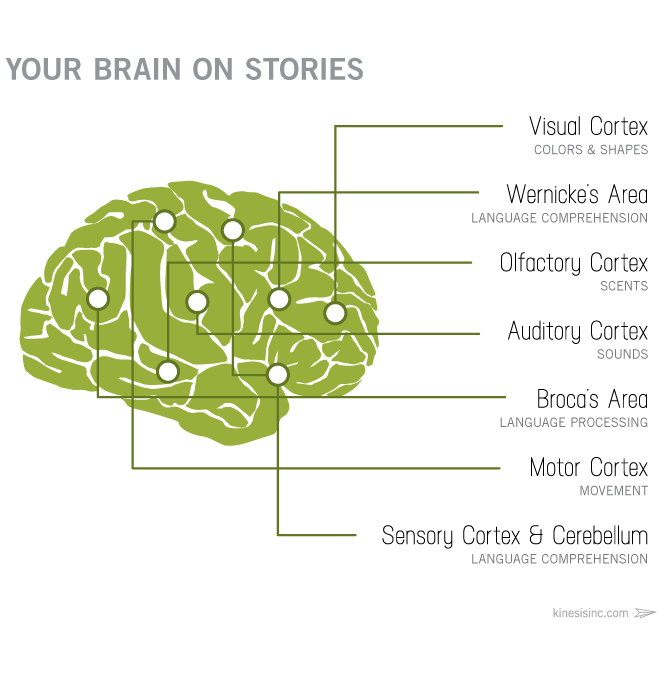 YOUR BRAIN ON STORIES
Visual Cortex
COLORS & SHAPES
Wernicke's Area
LANGUAGE COMPREHENSION
Olfactory Cortex
SCENTS
Auditory Cortex
SOUNDS
Broca's Area
LANGUAGE PROCESSING
Motor Cortex
MOVEMENT
Sensory Cortex & Cerebellum
LANGUAGE COMPREHENSION
kinesisinc.com